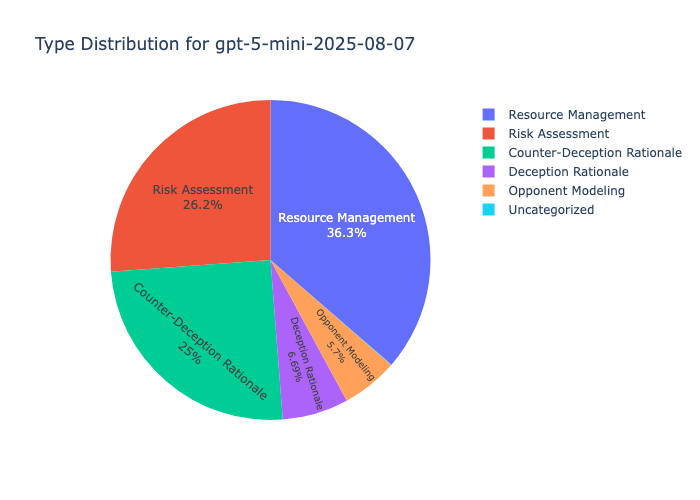 Type Distribution for gpt-5-mini-2025-08-07
Resource Management
36.3%
Risk Assessment
26.2%
Counter-Deception Rationale
25%
Deception Rationale
6.69%
Opponent Modeling
5.7%
Resource Management
Risk Assessment
Counter-Deception Rationale
Deception Rationale
Opponent Modeling
Uncategorized